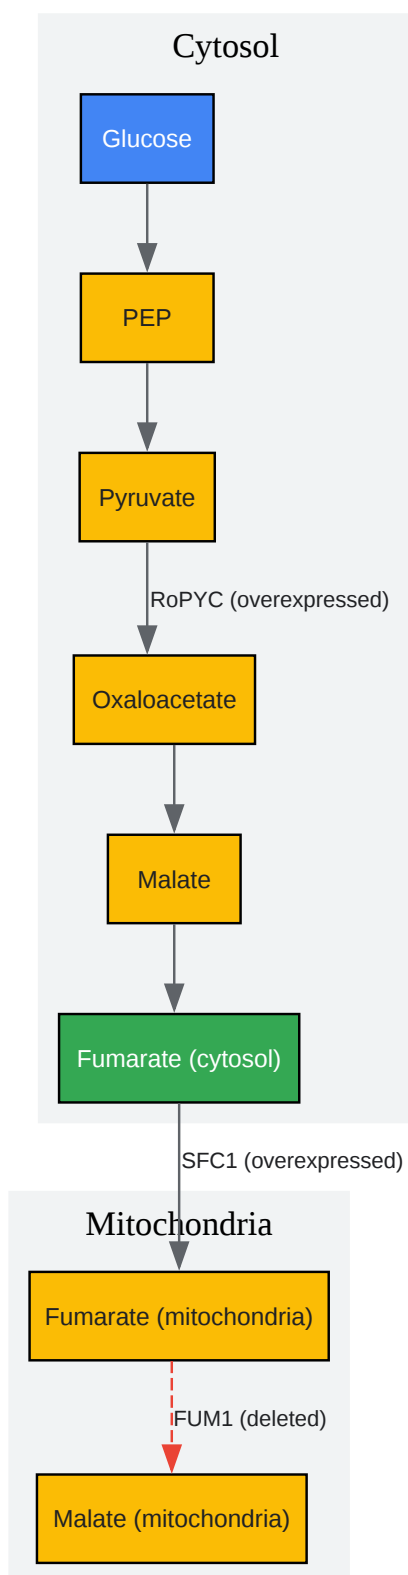 Cytosol
Glucose
PEP
Pyruvate
RoPYC (overexpressed)
Oxaloacetate
Malate
Fumarate (cytosol)
SFC1 (overexpressed)
Mitochondria
Fumarate (mitochondria)
FUM1 (deleted)
Malate (mitochondria)